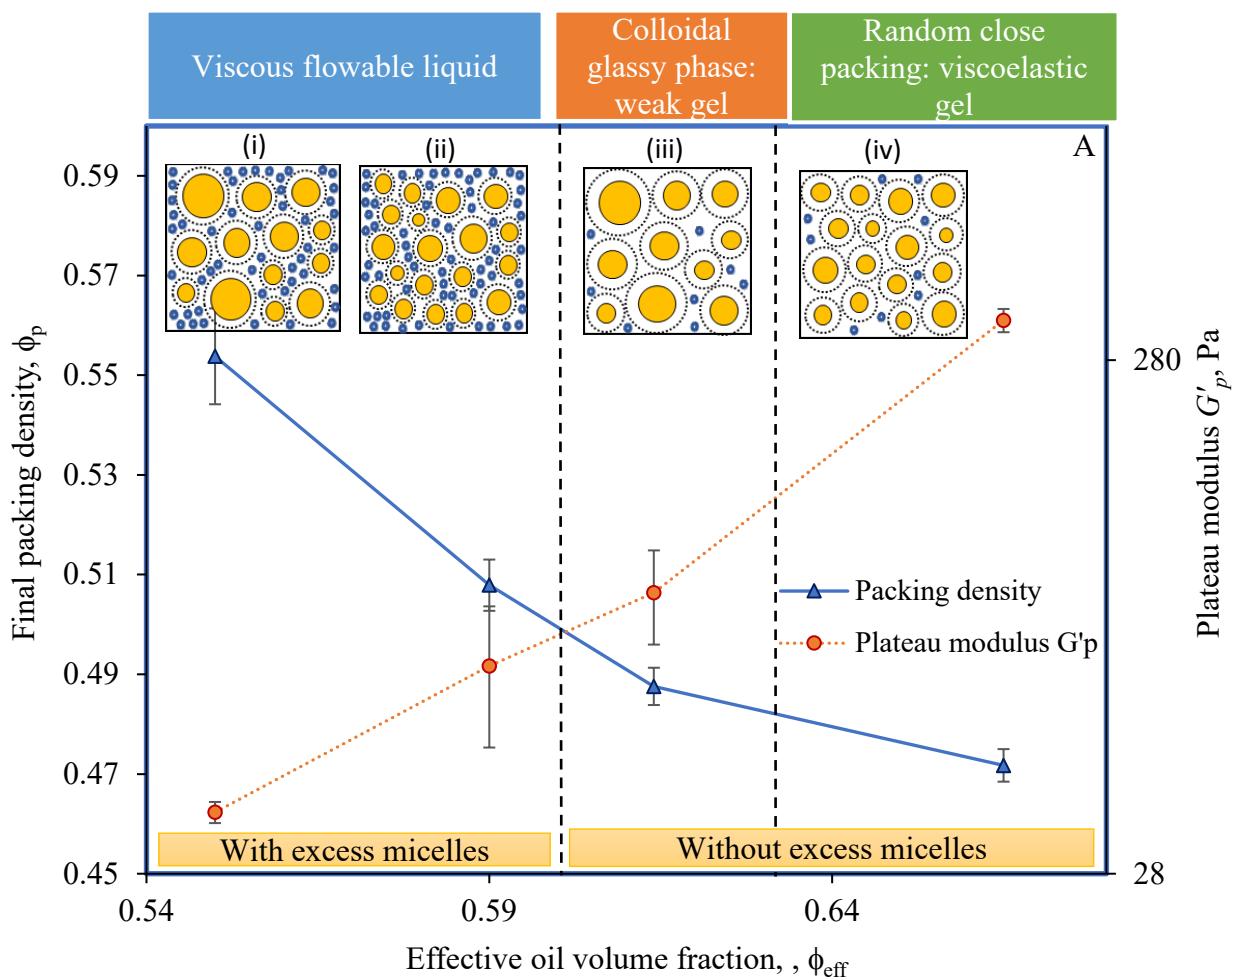 Viscous flowable liquid
Colloidal
glassy phase:
weak gel
Random close
packing: viscoelastic
gel
(i)
(ii)
(iii)
(iv)
A
0.59
0.57
0.55
0.53
0.51
0.49
0.47
0.45
Final packing density, ϕp
280
28
Plateau modulus G'p, Pa
Packing density
Plateau modulus G'p
With excess micelles
Without excess micelles
0.54
0.59
0.64
Effective oil volume fraction, , ϕeff